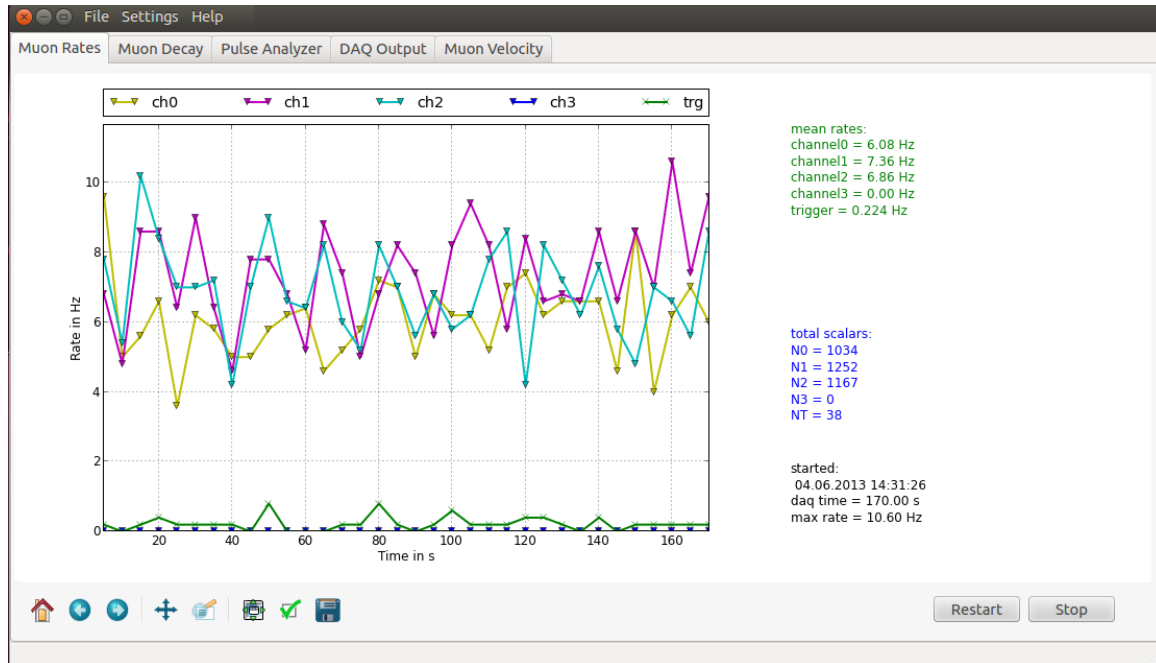 File Settings Help
Muon Rates Muon Decay Pulse Analyzer DAQ Output Muon Velocity
ch0 ch1 ch2 ch3 trg
mean rates:
channel0 = 6.08 Hz
channel1 = 7.36 Hz
channel2 = 6.86 Hz
channel3 = 0.00 Hz
trigger = 0.224 Hz
10
8
6
4
2
0
Rate in Hz
20 40 60 80 100 120 140 160
Time in s
total scalars:
N0 = 1034
N1 = 1252
N2 = 1167
N3 = 0
NT = 38
started:
04.06.2013 14:31:26
daq time = 170.00 s
max rate = 10.60 Hz
Restart Stop